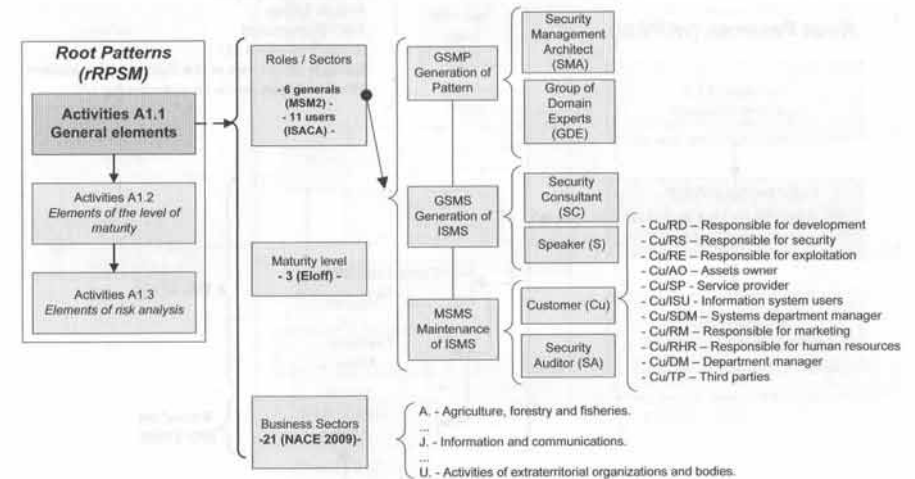 Root Patterns
(rRPSM)
Activities A1.1
General elements
Activities A1.2
Elements of the level of
maturity
Activities A1.3
Elements of risk analysis
Roles / Sectors
- 6 generals
(MSM2) -
- 11 users
(ISACA) -
Maturity level
- 3 (Eloff) -
Business Sectors
-21 (NACE 2009)-
GSMP
Generation of
Pattern
GSMS
Generation of
ISMS
MSMS
Maintenance
of ISMS
Security
Management
Architect
(SMA)
Group of
Domain
Experts
(GDE)
Security
Consultant
(SC)
Speaker (S)
Customer (Cu)
Security
Auditor (SA)
- Cu/RD – Responsible for development
- Cu/RS – Responsible for security
- Cu/RE – Responsible for exploitation
- Cu/AO – Assets owner
- Cu/SP - Service provider
- Cu/ISU - Information system users
- Cu/SDM – Systems department manager
- Cu/RM – Responsible for marketing
- Cu/RHR – Responsible for human resources
- Cu/DM – Department manager
- Cu/TP – Third parties
A. - Agriculture, forestry and fisheries.
...
J. - Information and communications.
...
U. - Activities of extraterritorial organizations and bodies.